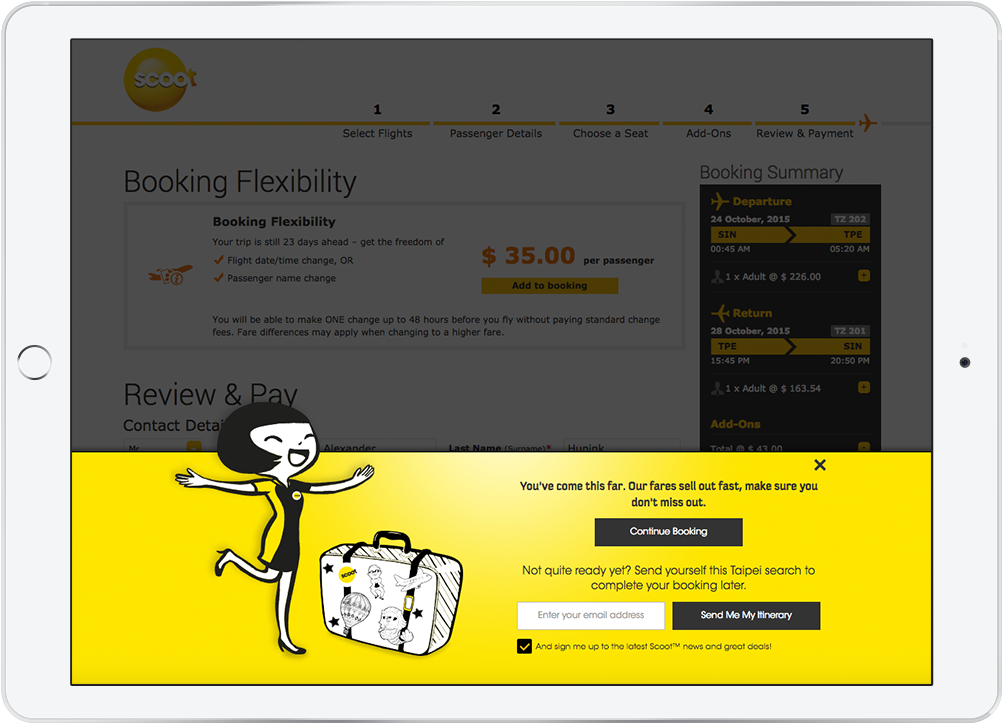 scoot
1
2
3
4
5
Select Flights
Passenger Details
Choose a Seat
Add-Ons
Review & Payment
Booking Flexibility
Booking Flexibility
Your trip is still 23 days ahead – get the freedom of
Flight date/time change, OR
Passenger name change
$ 35.00 per passenger
Add to booking
You will be able to make ONE change up to 48 hours before you fly without paying standard change
fees. Fare differences may apply when changing to a higher fare.
Booking Summary
Departure
24 October, 2015 TZ 202
SIN TPE
00:45 AM 05:20 AM
1 x Adult @ $ 226.00 +
Return
28 October, 2015 TZ 201
TPE SIN
15:45 PM 20:50 PM
1 x Adult @ $ 163.54 +
Add-Ons
Total @ $ 43.00
Review & Pay
Contact Detai
Mr Alexander Last Name (Surname)* Hupink
You've come this far. Our fares sell out fast, make sure you
don't miss out.
Continue Booking
Not quite ready yet? Send yourself this Taipei search to
complete your booking later.
Enter your email address Send Me My Itinerary
And sign me up to the latest Scoot™ news and great deals!
scoot